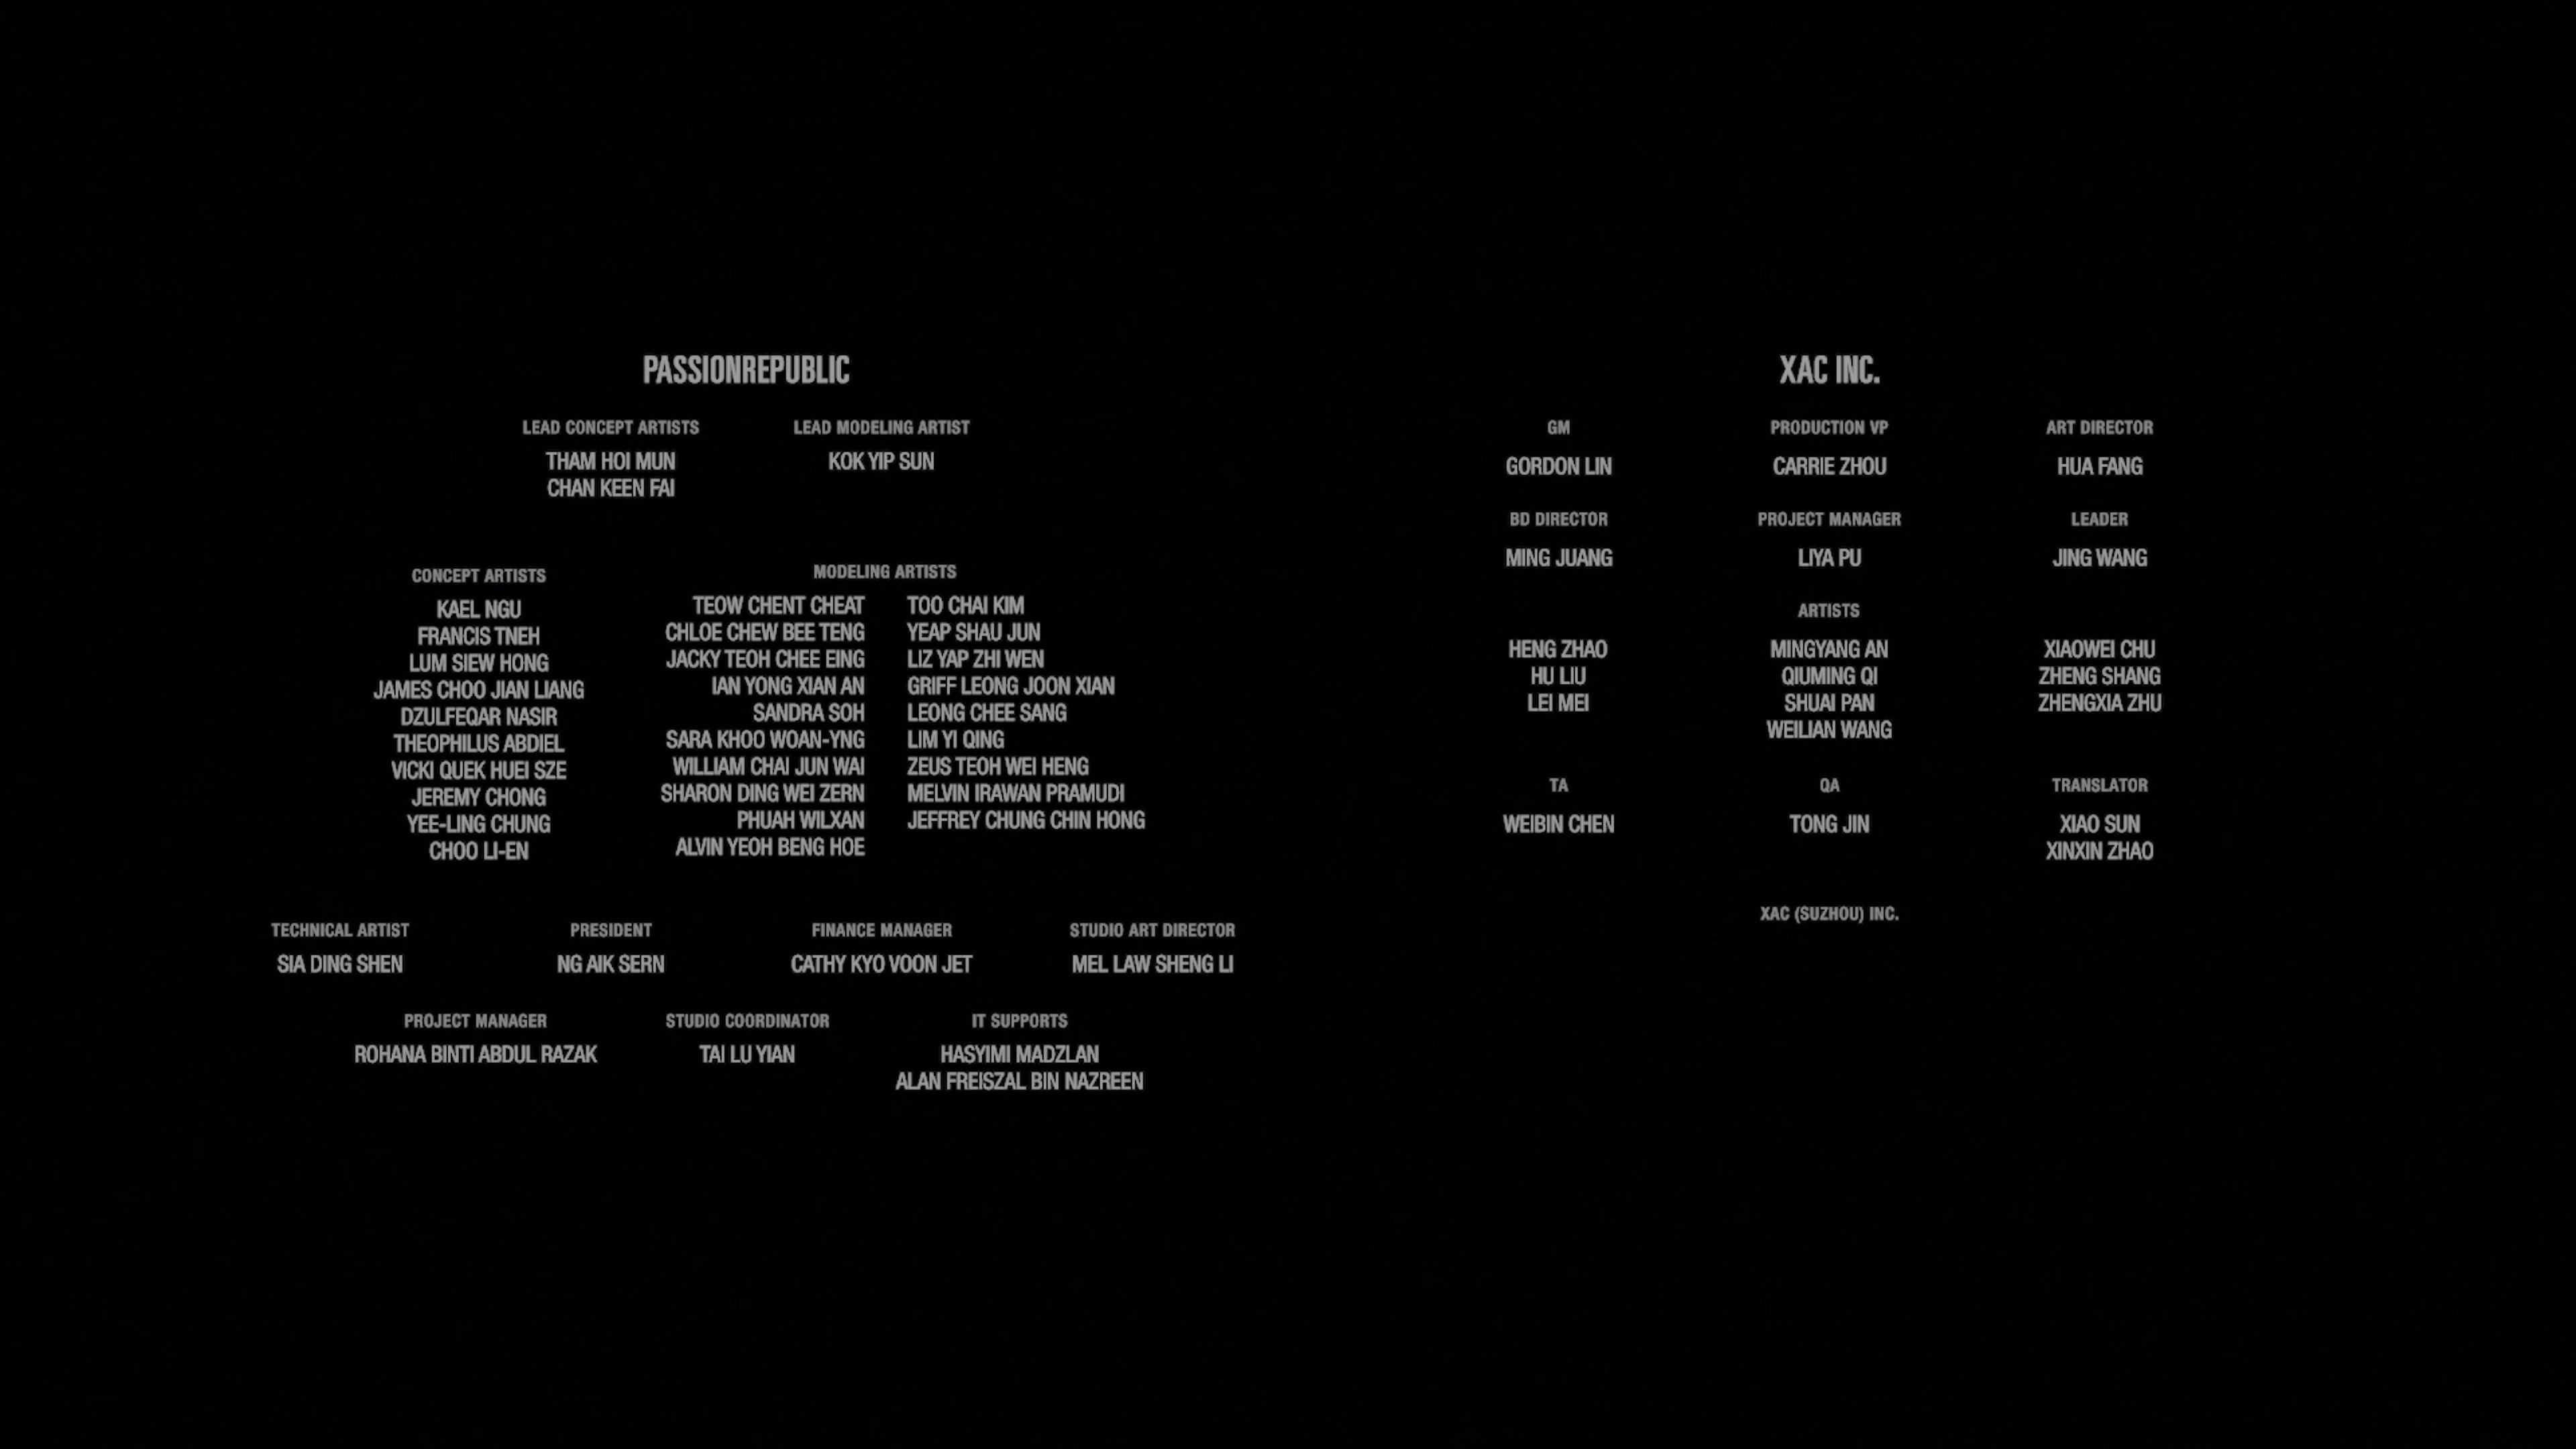 PASSIONREPUBLIC
LEAD CONCEPT ARTISTS
THAM HOI MUN
CHAN KEEN FAI
LEAD MODELING ARTIST
KOK YIP SUN
CONCEPT ARTISTS
KAEL NGU
FRANCIS TNEH
LUM SIEW HONG
JAMES CHOO JIAN LIANG
DZULFEQAR NASIR
THEOPHILUS ABDIEL
VICKI QUEK HUEI SZE
JEREMY CHONG
YEE-LING CHUNG
CHOO LI-EN
MODELING ARTISTS
TEOW CHENT CHEAT
CHLOE CHEW BEE TENG
JACKY TEOH CHEE EING
IAN YONG XIAN AN
SANDRA SOH
SARA KHOO WOAN-YNG
WILLIAM CHAI JUN WAI
SHARON DING WEI ZERN
PHUAH WILXAN
ALVIN YEOH BENG HOE
TOO CHAI KIM
YEAP SHAU JUN
LIZ YAP ZHI WEN
GRIFF LEONG JOON XIAN
LEONG CHEE SANG
LIM YI QING
ZEUS TEOH WEI HENG
MELVIN IRAWAN PRAMUDI
JEFFREY CHUNG CHIN HONG
TECHNICAL ARTIST
SIA DING SHEN
PRESIDENT
NG AIK SERN
FINANCE MANAGER
CATHY KYO VOON JET
STUDIO ART DIRECTOR
MEL LAW SHENG LI
PROJECT MANAGER
ROHANA BINTI ABDUL RAZAK
STUDIO COORDINATOR
TAI LU YIAN
IT SUPPORTS
HASYIMI MADZLAN
ALAN FREISZAL BIN NAZREEN
XAC INC.
GM
GORDON LIN
PRODUCTION VP
CARRIE ZHOU
ART DIRECTOR
HUA FANG
BD DIRECTOR
MING JUANG
PROJECT MANAGER
LIYA PU
LEADER
JING WANG
ARTISTS
HENG ZHAO
HU LIU
LEI MEI
MINGYANG AN
QIUMING QI
SHUAI PAN
WEILIAN WANG
XIAOWEI CHU
ZHENG SHANG
ZHENGXIA ZHU
TA
WEIBIN CHEN
QA
TONG JIN
TRANSLATOR
XIAO SUN
XINXIN ZHAO
XAC (SUZHOU) INC.